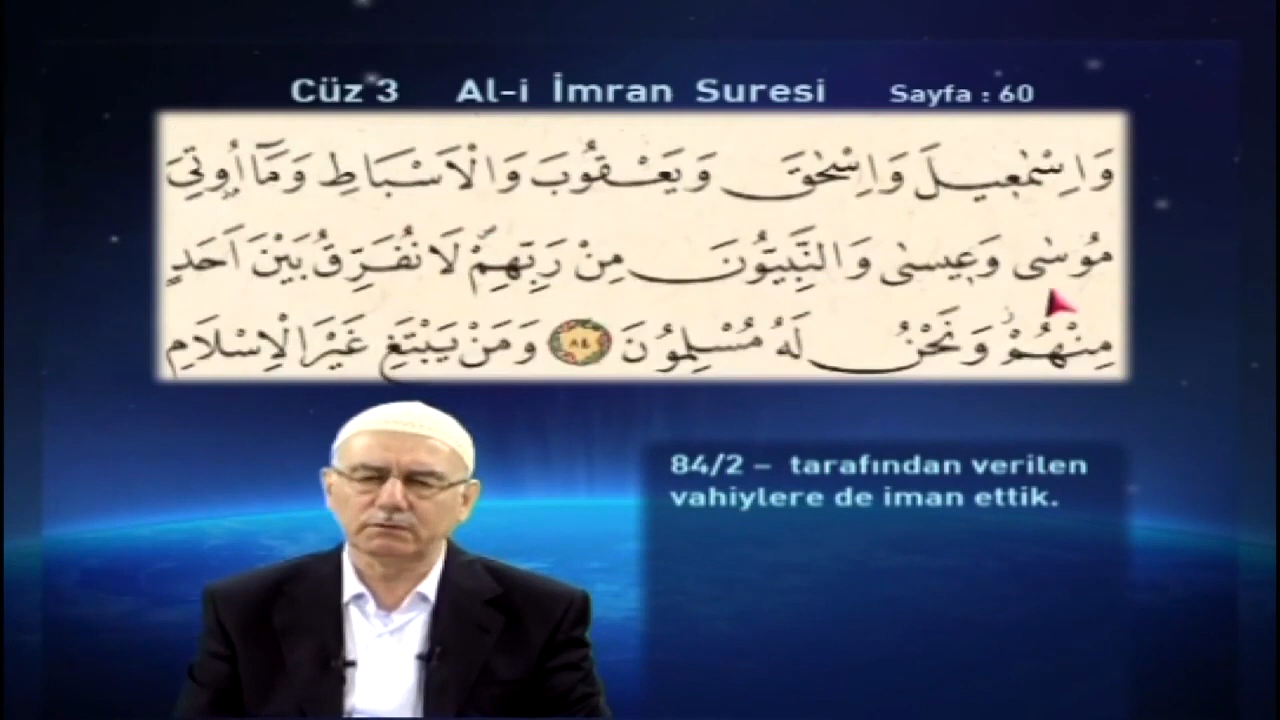 Cüz 3 Al-i İmran Suresi Sayfa : 60
وَاِسْمٰعٖيلَ وَاِسْحٰقَ وَيَعْقُوبَ وَالْاَسْبَاطِ وَمَٓا اُو۫تِيَ
مُوسٰى وَعٖيسٰى وَالنَّبِيُّونَ مِنْ رَبِّهِمْۖ لَا نُفَرِّقُ بَيْنَ اَحَدٍ
مِنْهُمْۘ وَنَحْنُ لَهُ مُسْلِمُونَ ٨٤ وَمَنْ يَبْتَغِ غَيْرَ الْاِسْلَامِ
84/2 – tarafından verilen
vahiylere de iman ettik.